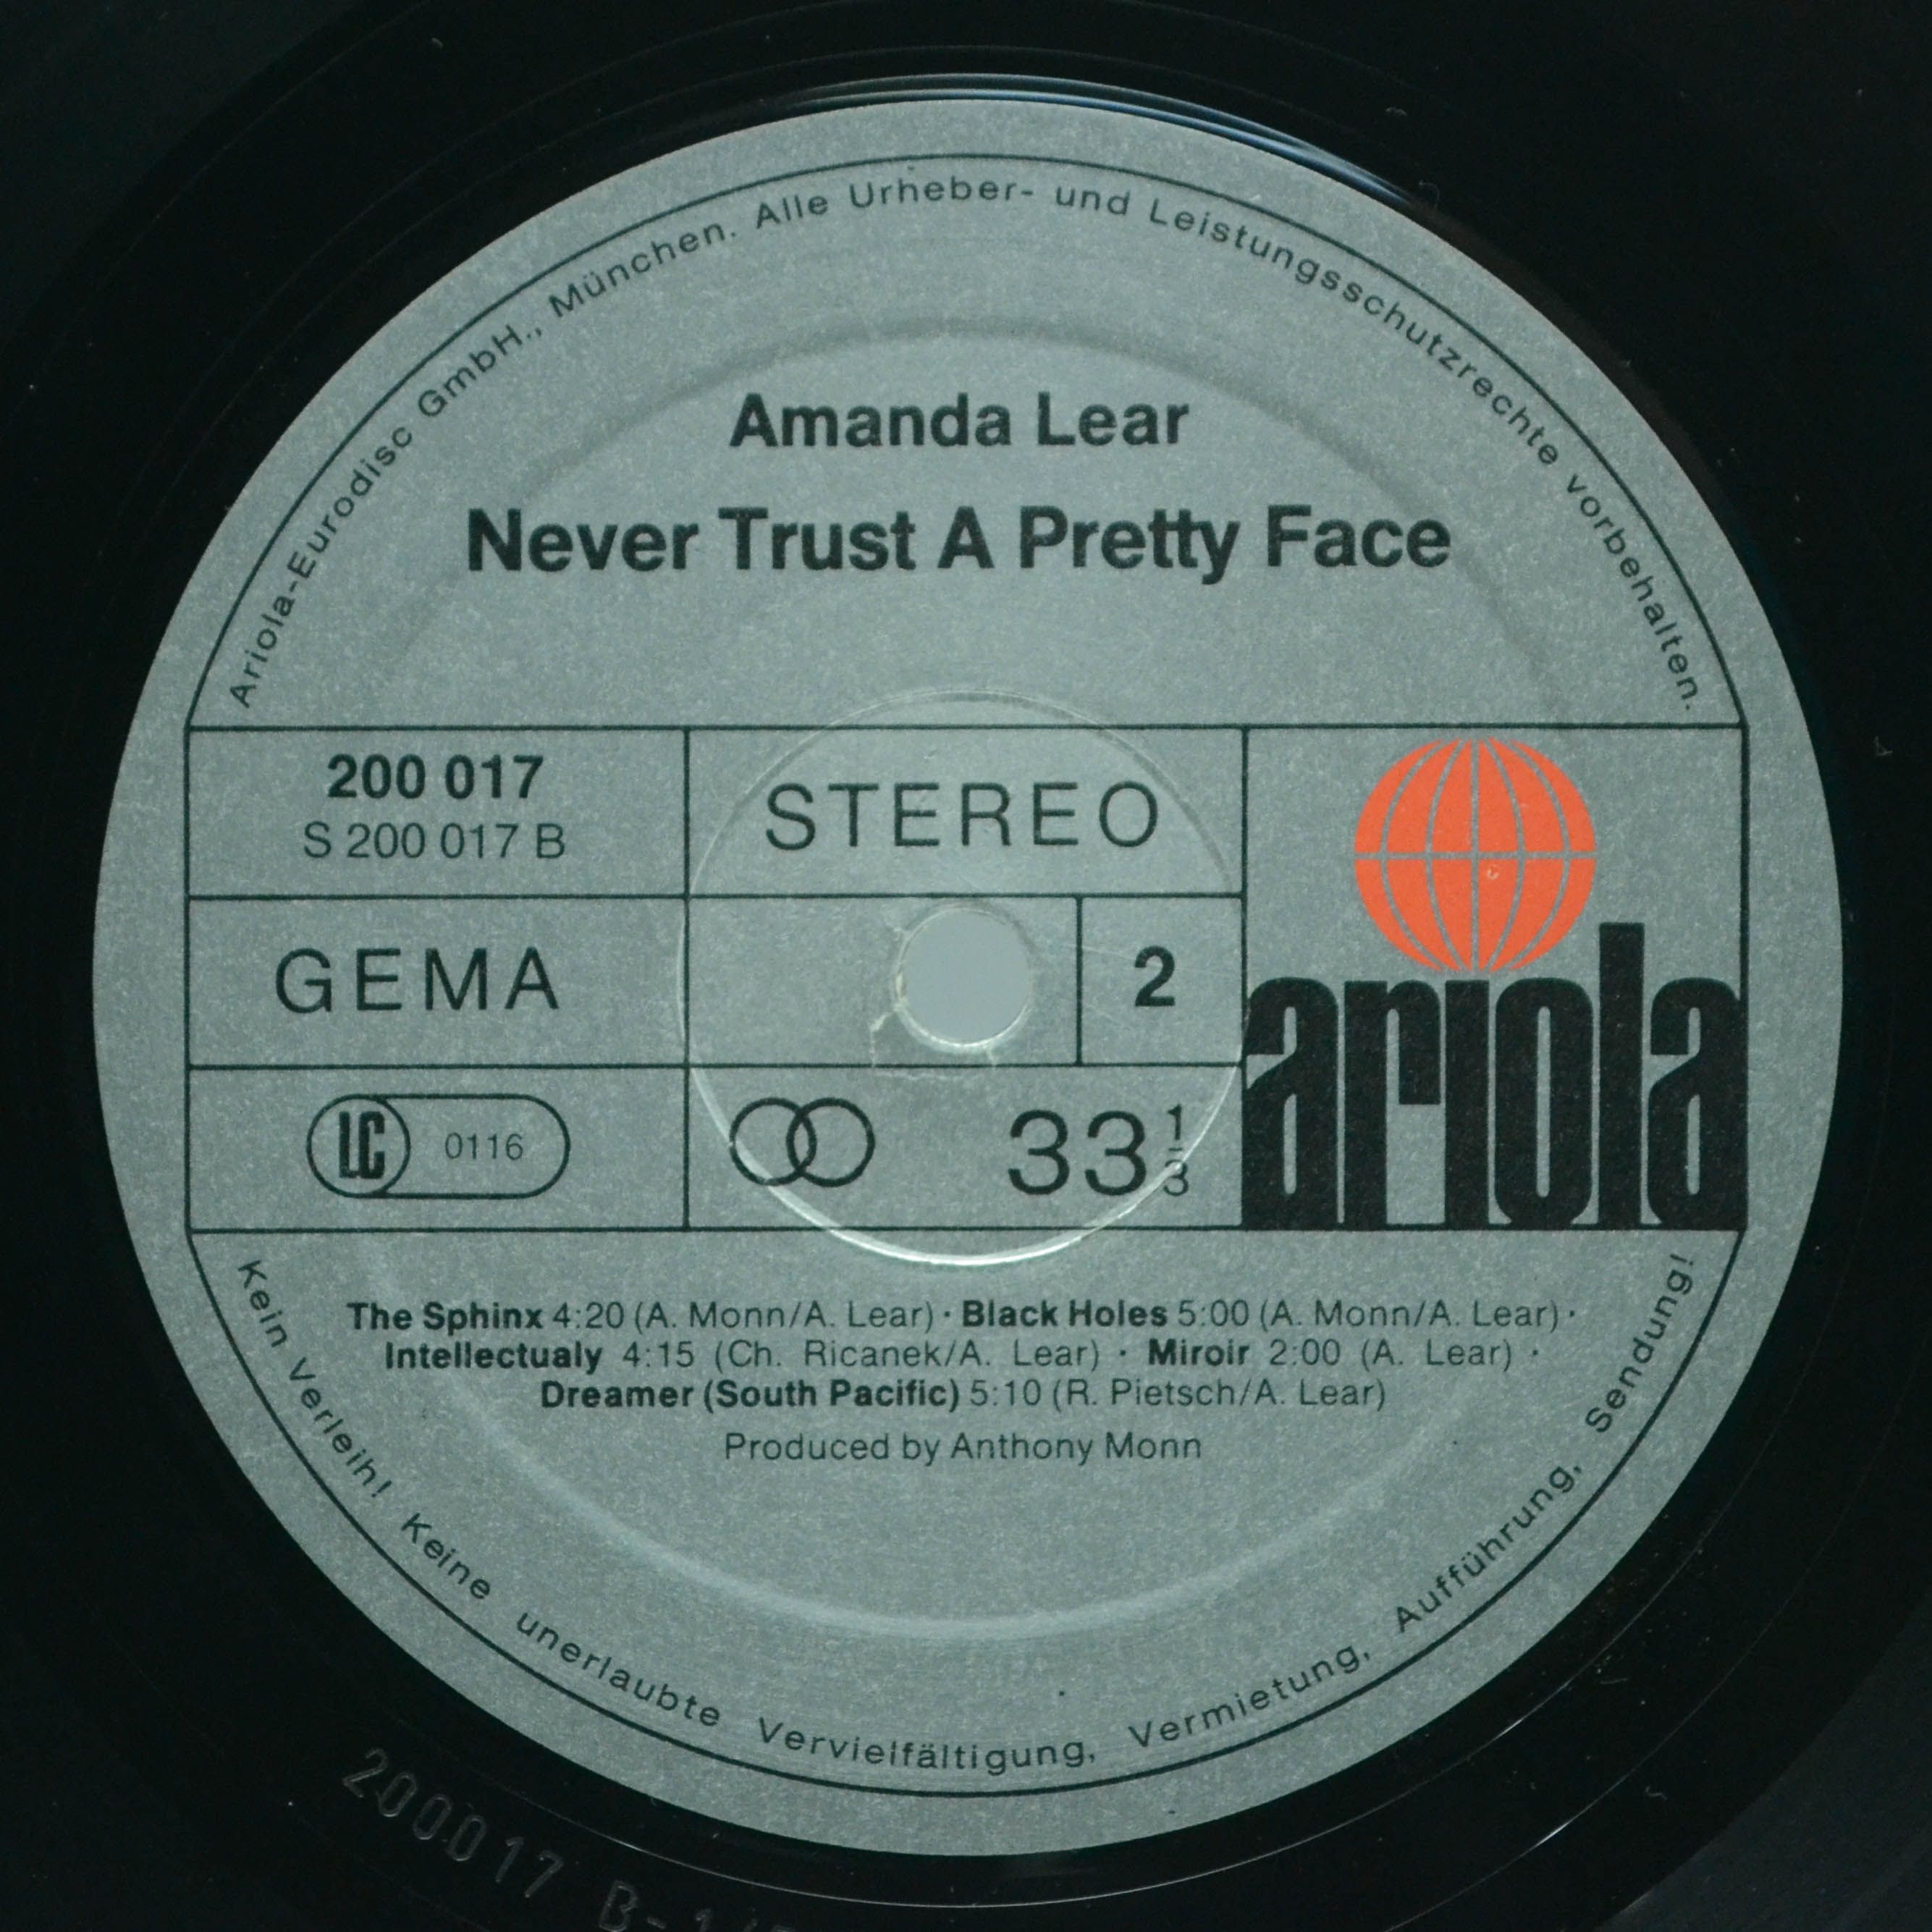 Ariola-Eurodisc GmbH., München. Alle Urheber- und Leistungsschutzrechte vorbehalten.
Amanda Lear
Never Trust A Pretty Face
200 017
S 200 017 B
STEREO
GEMA
2
LC 0116
33 1/3
ariola
The Sphinx 4:20 (A. Monn/A. Lear) · Black Holes 5:00 (A. Monn/A. Lear) ·
Intellectualy 4:15 (Ch. Ricanek/A. Lear) · Miroir 2:00 (A. Lear) ·
Dreamer (South Pacific) 5:10 (R. Pietsch/A. Lear)
Produced by Anthony Monn
Kein Verleih! Keine unerlaubte Vervielfältigung, Vermietung, Aufführung, Sendung!
200017 B-1/